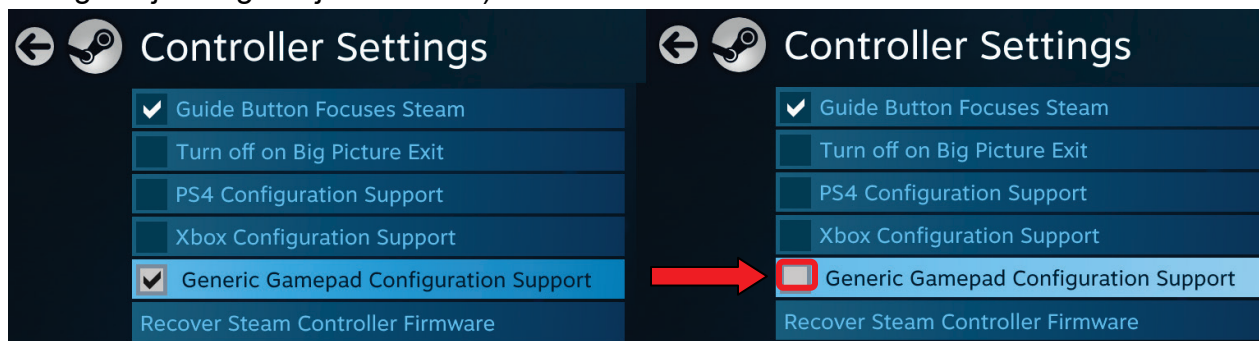 Controller Settings
Guide Button Focuses Steam
Turn off on Big Picture Exit
PS4 Configuration Support
Xbox Configuration Support
Generic Gamepad Configuration Support
Recover Steam Controller Firmware
Controller Settings
Guide Button Focuses Steam
Turn off on Big Picture Exit
PS4 Configuration Support
Xbox Configuration Support
Generic Gamepad Configuration Support
Recover Steam Controller Firmware